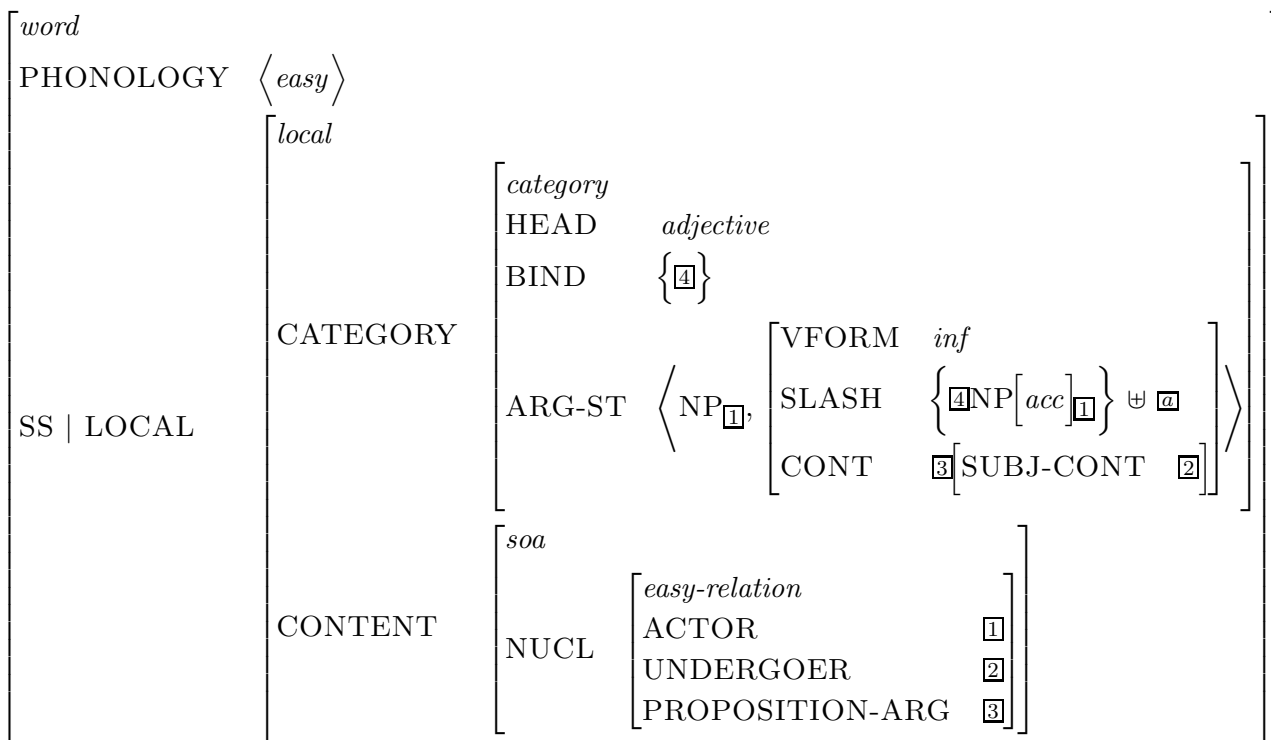 word
PHONOLOGY ⟨easy⟩
local
category
HEAD adjective
BIND {4}
CATEGORY
VFORM inf
ARG-ST ⟨NP1, SLASH {4NP[acc]1} ⊎ a⟩
SS | LOCAL
CONT 3[SUBJ-CONT 2]
soa
easy-relation
CONTENT
ACTOR 1
NUCL
UNDERGOER 2
PROPOSITION-ARG 3